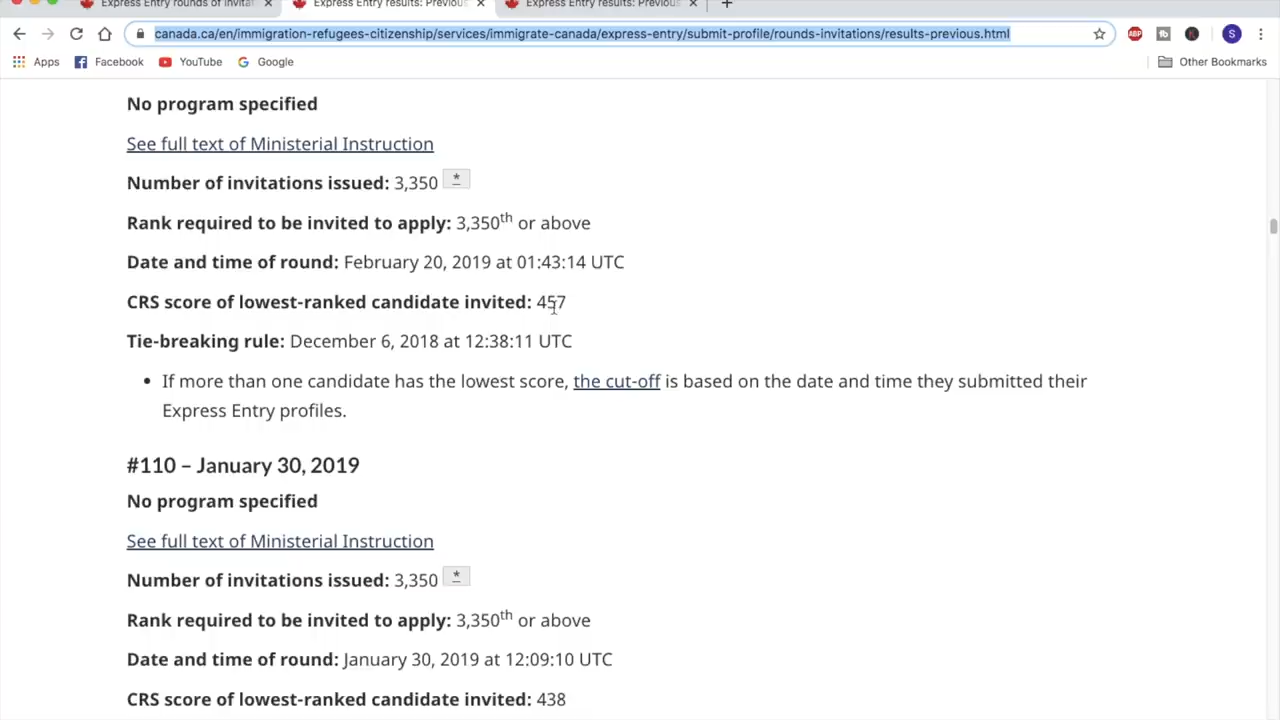 Express Entry rounds of invitat
Express Entry results: Previous
Express Entry results: Previous
canada.ca/en/immigration-refugees-citizenship/services/immigrate-canada/express-entry/submit-profile/rounds-invitations/results-previous.html
ABP
S
Apps
Facebook
YouTube
Google
Other Bookmarks
No program specified
See full text of Ministerial Instruction
Number of invitations issued: 3,350 *
Rank required to be invited to apply: 3,350th or above
Date and time of round: February 20, 2019 at 01:43:14 UTC
CRS score of lowest-ranked candidate invited: 457
Tie-breaking rule: December 6, 2018 at 12:38:11 UTC
• If more than one candidate has the lowest score, the cut-off is based on the date and time they submitted their
Express Entry profiles.
#110 – January 30, 2019
No program specified
See full text of Ministerial Instruction
Number of invitations issued: 3,350 *
Rank required to be invited to apply: 3,350th or above
Date and time of round: January 30, 2019 at 12:09:10 UTC
CRS score of lowest-ranked candidate invited: 438